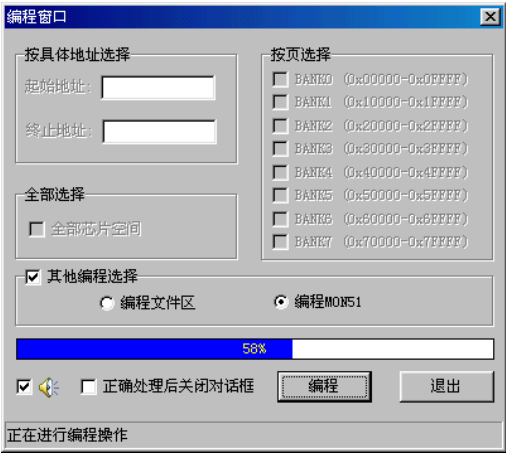 编程窗口
按具体地址选择
起始地址:
终止地址:
按页选择
BANK0 (0x00000-0x0FFFF)
BANK1 (0x10000-0x1FFFF)
BANK2 (0x20000-0x2FFFF)
BANK3 (0x30000-0x3FFFF)
BANK4 (0x40000-0x4FFFF)
BANK5 (0x50000-0x5FFFF)
BANK6 (0x60000-0x6FFFF)
BANK7 (0x70000-0x7FFFF)
全部选择
全部芯片空间
其他编程选择
编程文件区 编程MON51
58%
正确处理后关闭对话框 编程 退出
正在进行编程操作